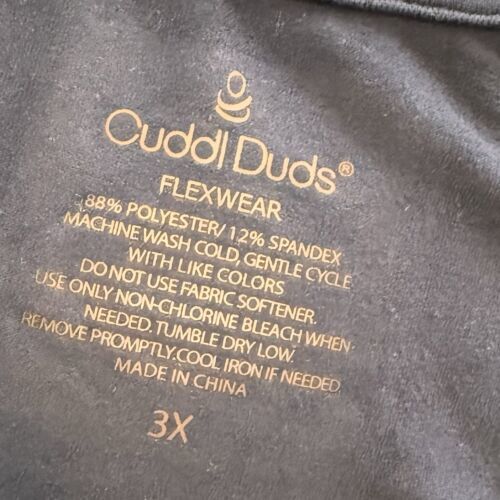 Cuddl Duds®
FLEXWEAR
88% POLYESTER/ 12% SPANDEX
MACHINE WASH COLD, GENTLE CYCLE
WITH LIKE COLORS
DO NOT USE FABRIC SOFTENER.
USE ONLY NON-CHLORINE BLEACH WHEN
NEEDED. TUMBLE DRY LOW.
REMOVE PROMPTLY.COOL IRON IF NEEDED
MADE IN CHINA
3X